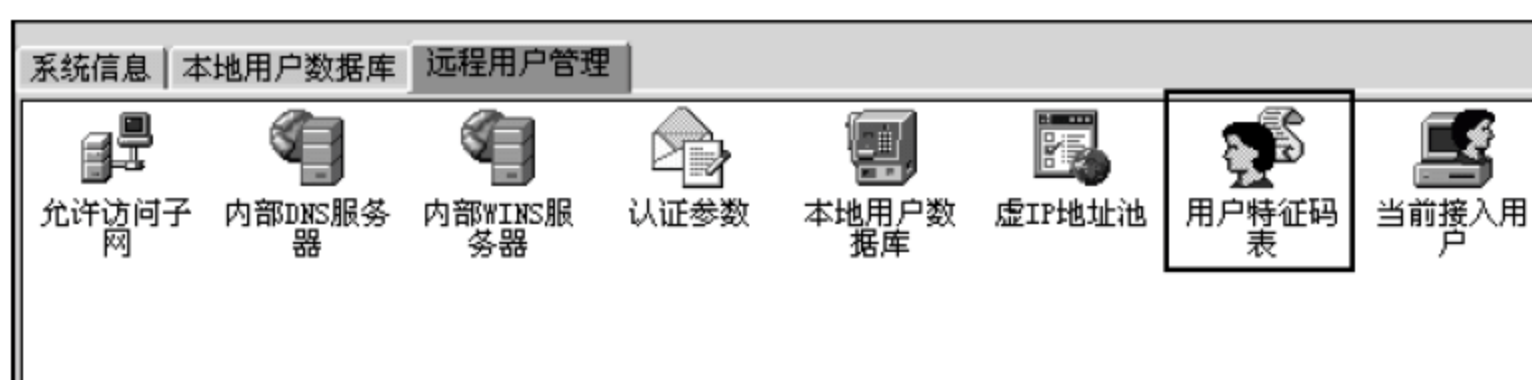 系统信息 本地用户数据库 远程用户管理
允许访问子 内部DNS服务 内部WINS服 认证参数 本地用户数 虚IP地址池 用户特征码 当前接入用
网 器 务器 据库 表 户